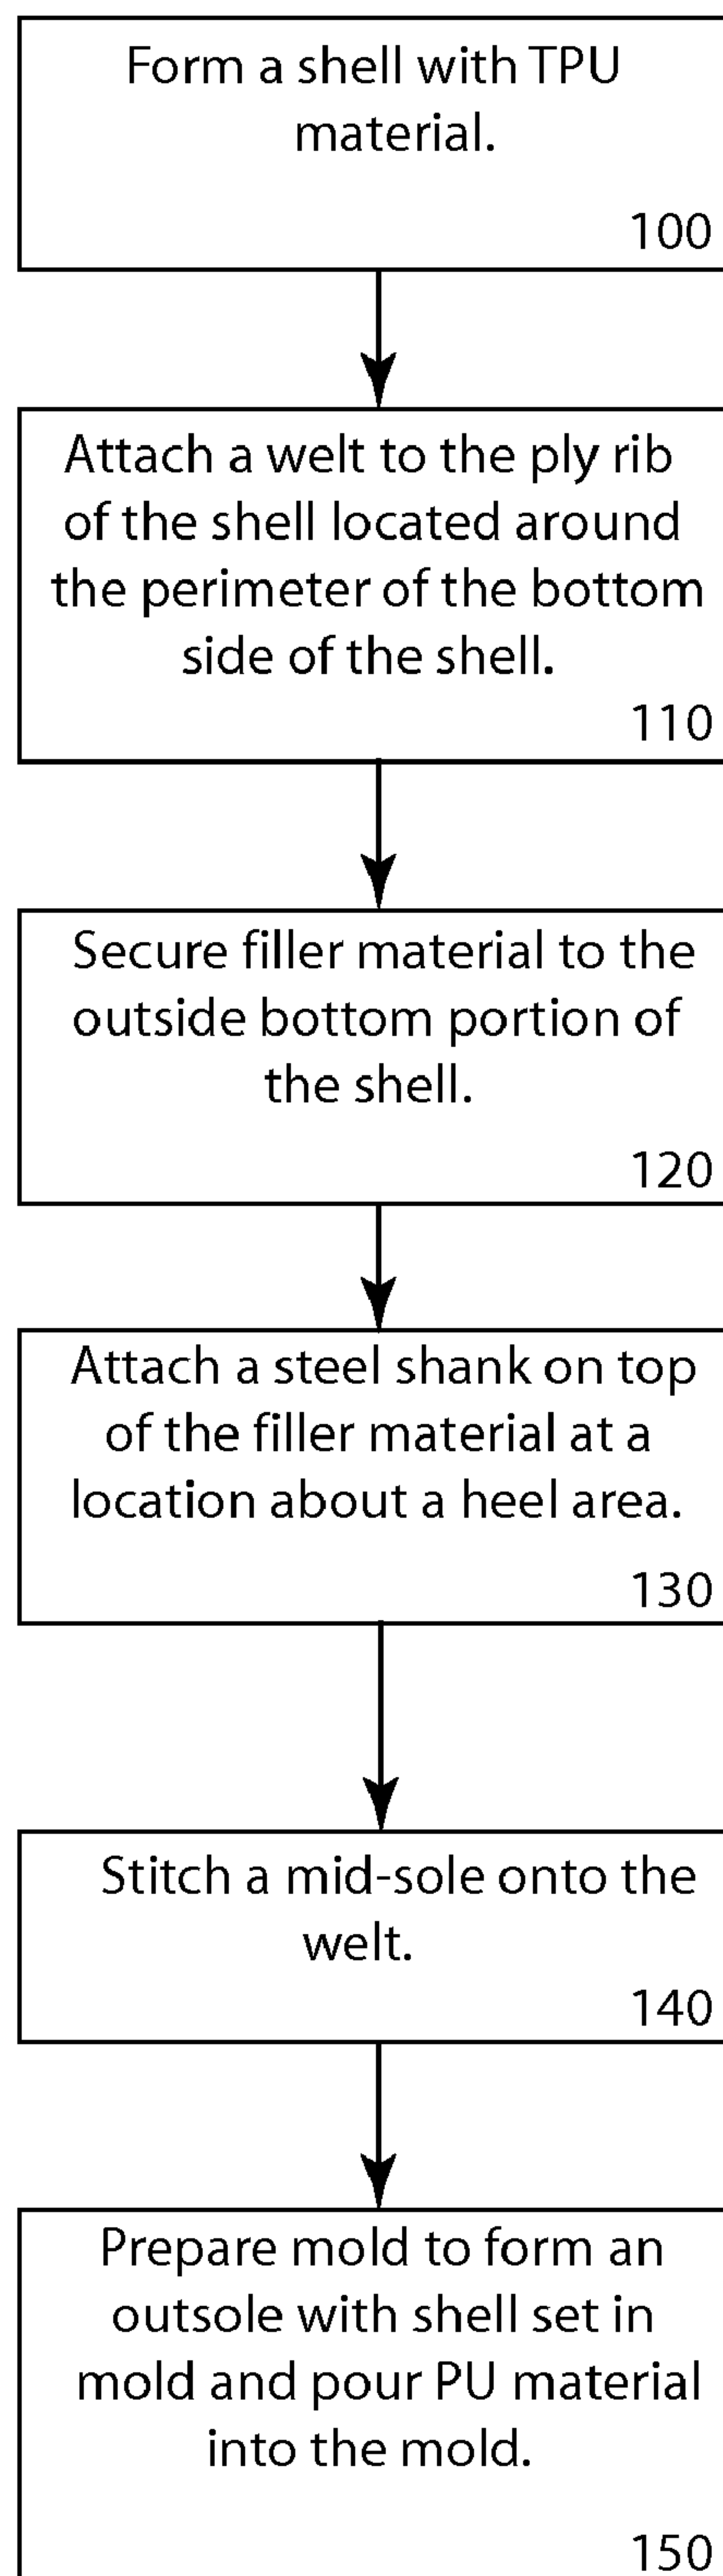 Form a shell with TPU
material.
100
Attach a welt to the ply rib
of the shell located around
the perimeter of the bottom
side of the shell.
110
Secure filler material to the
outside bottom portion of
the shell.
120
Attach a steel shank on top
of the filler material at a
location about a heel area.
130
Stitch a mid-sole onto the
welt.
140
Prepare mold to form an
outsole with shell set in
mold and pour PU material
into the mold.
150